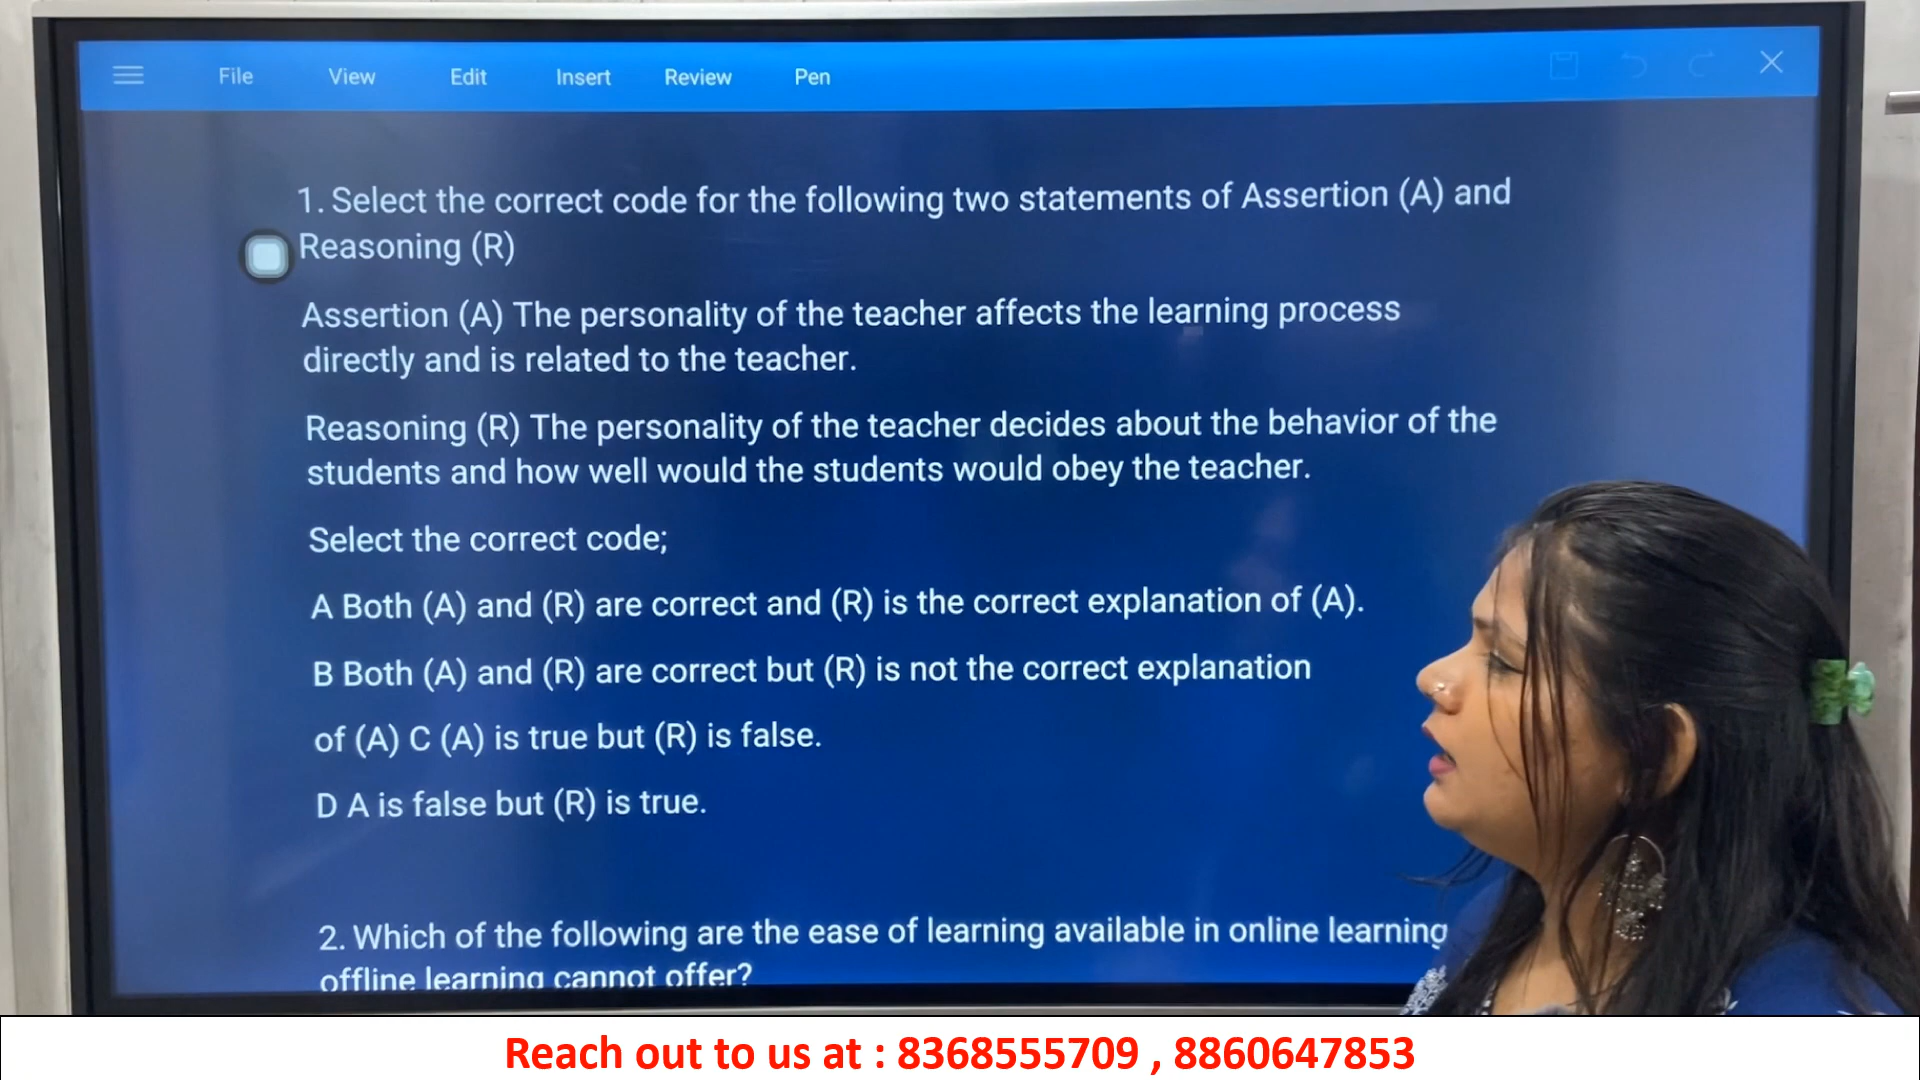 File View Edit Insert Review Pen
1. Select the correct code for the following two statements of Assertion (A) and
Reasoning (R)
Assertion (A) The personality of the teacher affects the learning process
directly and is related to the teacher.
Reasoning (R) The personality of the teacher decides about the behavior of the
students and how well would the students would obey the teacher.
Select the correct code;
A Both (A) and (R) are correct and (R) is the correct explanation of (A).
B Both (A) and (R) are correct but (R) is not the correct explanation
of (A) C (A) is true but (R) is false.
D A is false but (R) is true.
2. Which of the following are the ease of learning available in online learning
offline learning cannot offer?
Reach out to us at : 8368555709 , 8860647853